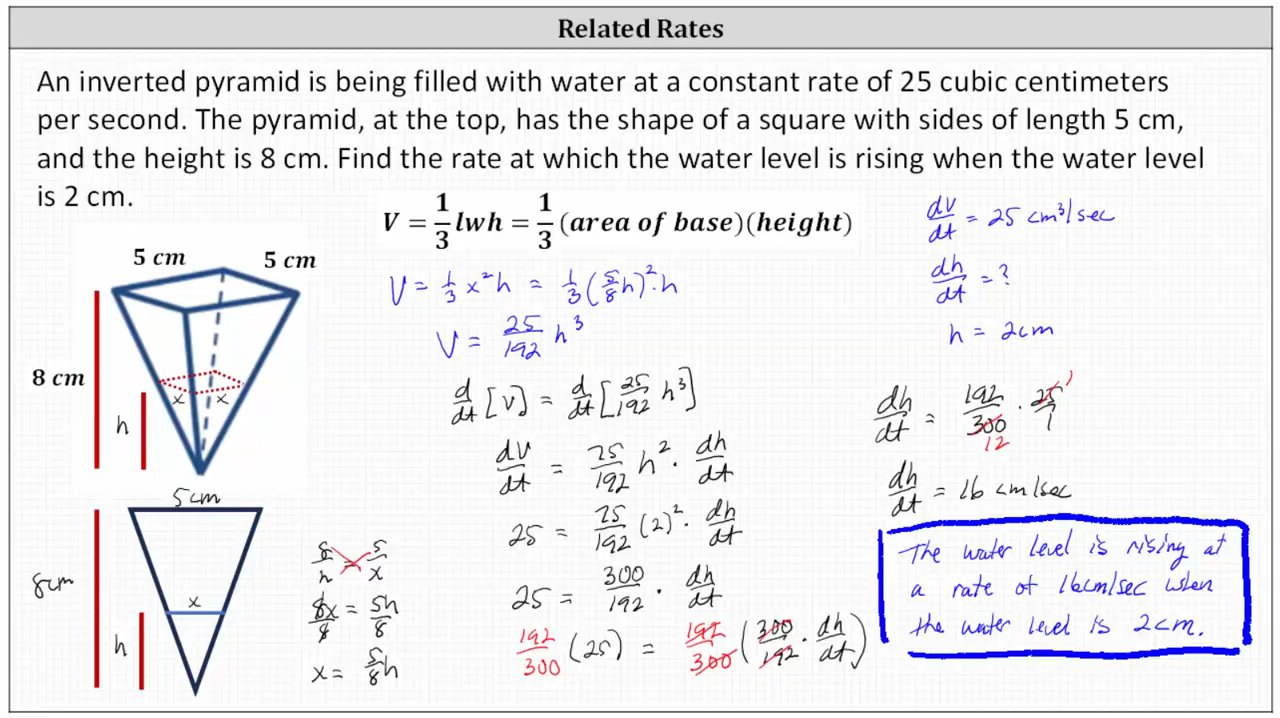 Related Rates
An inverted pyramid is being filled with water at a constant rate of 25 cubic centimeters
per second. The pyramid, at the top, has the shape of a square with sides of length 5 cm,
and the height is 8 cm. Find the rate at which the water level is rising when the water level
is 2 cm.
V = 1/3 lwh = 1/3 (area of base)(height)
V = 1/3 x² h = 1/3 (5/8 h)² · h
V = 25/192 h³
d/dt [V] = d/dt [25/192 h³]
dV/dt = 75/192 h² · dh/dt
25 = 75/192 (2)² · dh/dt
25 = 300/192 · dh/dt
192/300 (25) = 192/300 (300/192 · dh/dt)
5 cm 5 cm
8 cm
h
x x
5cm
8cm
x
h
8/h = 5/x
8x/8 = 5h/8
x = 5/8 h
dV/dt = 25 cm³/sec
dh/dt = ?
h = 2cm
dh/dt = 192/300 · 25/1
12 1
dh/dt = 16 cm/sec
The water level is rising at
a rate of 16cm/sec when
the water level is 2cm.